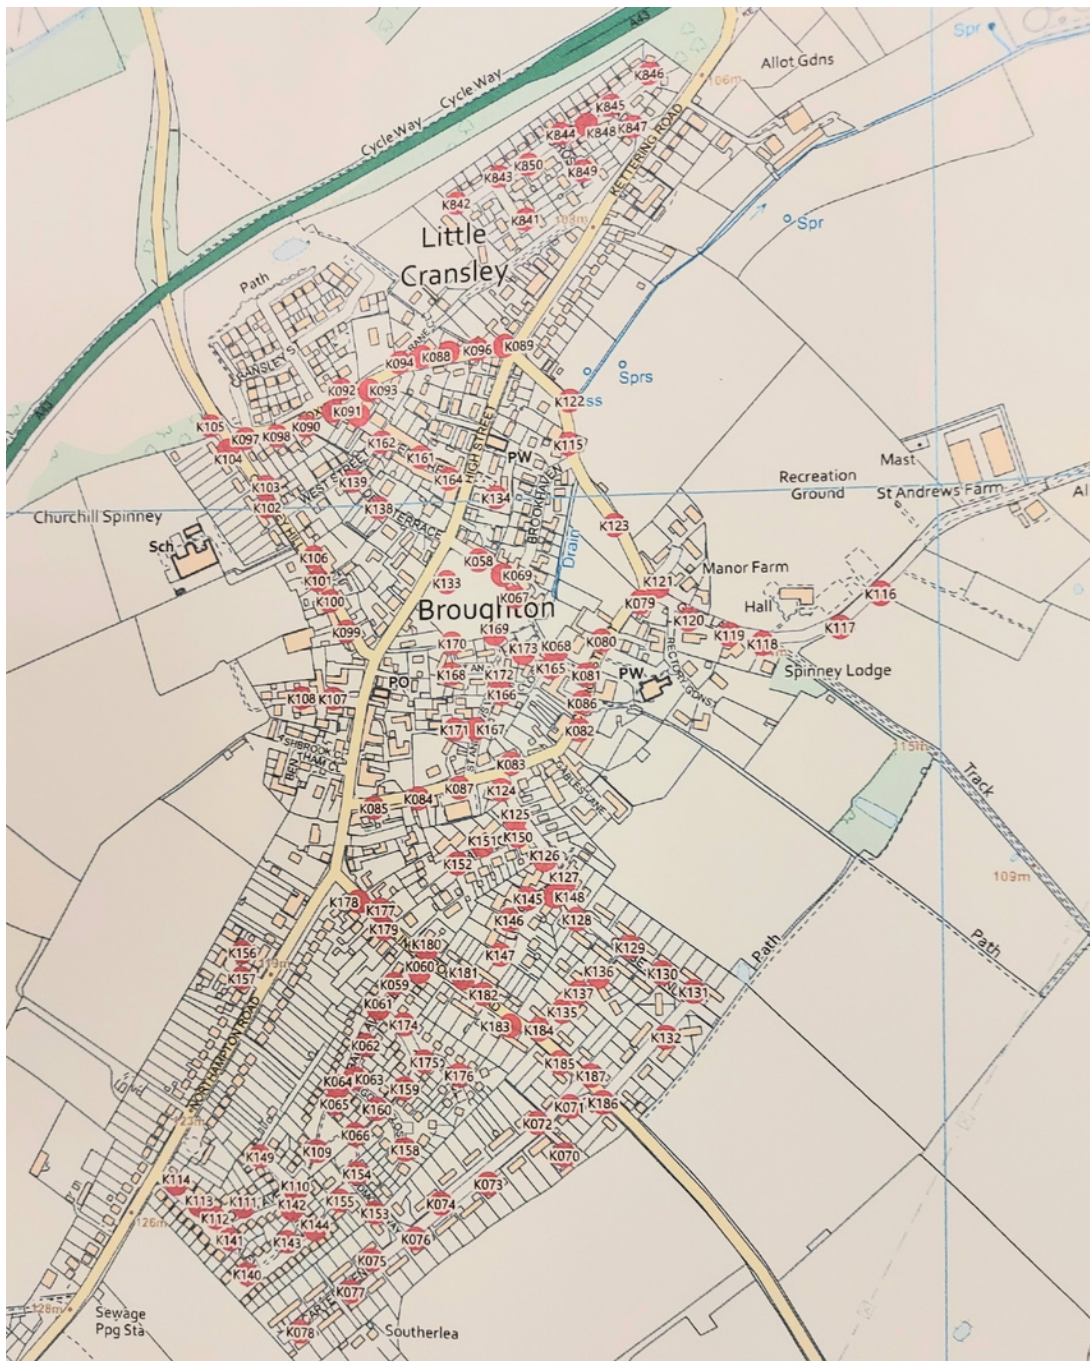 A43
Spr
Allot Gdns
K846
106m
Cycle Way
Cycle Way
K845
K844
K848
K847
KETTERING ROAD
K850
K843
K849
K842
K841
103m
Spr
Little
Cransley
Path
K094
K088
K096
K089
Sprs
K092
K093
K122
K091
A43
K105
K097
K098
K090
K104
K162
K115
HIGH STREET
PW
K161
K164
K139
WEST STREET
K103
K102
K138
TERRACE
K134
BROOKHAVEN
Mast
Recreation
Ground
St Andrews Farm
Churchill Spinney
Sch
K123
Drain
K106
K101
K100
K099
K058
K069
K067
K133
Broughton
Manor Farm
Hall
K121
K079
K120
K119
K118
K117
K116
K169
K170
K080
K173
K068
K165
K168
K172
K166
K081
K086
PW
RECTORY GDNS
Spinney Lodge
K108
K107
PO
K171
K167
K082
115m
Track
K083
GABLES LANE
K087
K124
K084
K085
K125
K150
K151
K152
K126
K127
109m
K178
K177
K179
K145
K148
K146
K128
K147
K129
Path
Path
K156
K157
119m
K180
K060
K059
K181
K182
K136
K137
K130
K131
K061
K174
K183
K184
K135
K132
NORTHAMPTON ROAD
K062
K175
K176
K185
K187
K064
K063
K159
K065
K160
K071
K186
K072
123m
K066
K158
K070
K149
K109
K154
K073
K114
K113
K112
K111
K110
K142
K155
K153
K074
126m
K141
K143
K144
K076
K140
K075
K077
128m
Sewage
Ppg Sta
K078
Southerlea